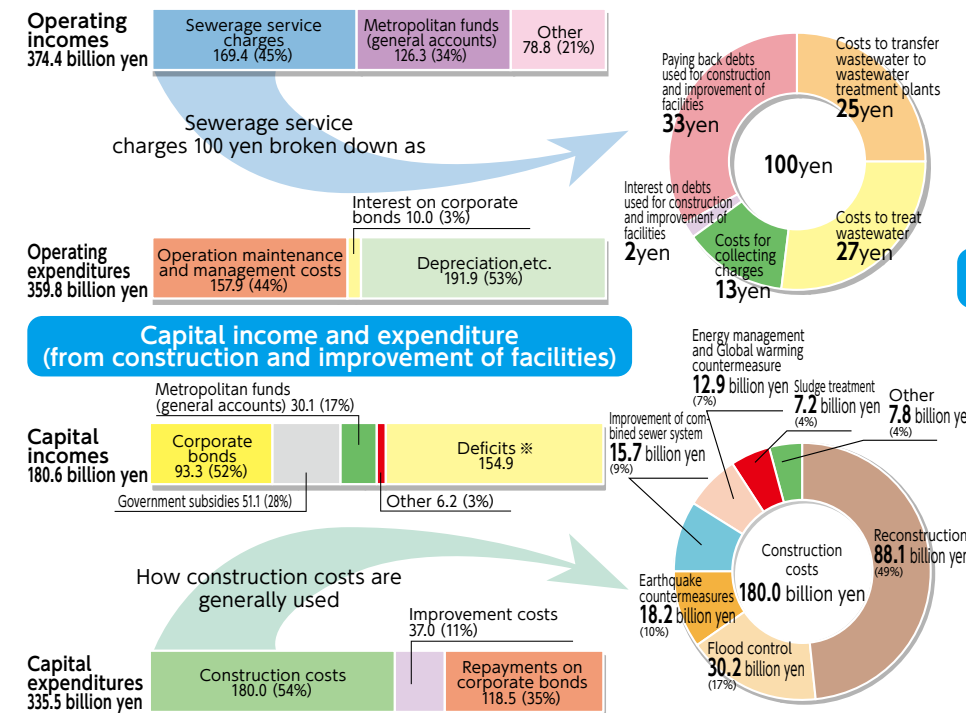 Operating
incomes
374.4 billion yen
Sewerage service
charges
169.4 (45%)
Metropolitan funds
(general accounts)
126.3 (34%)
Other
78.8 (21%)
Sewerage service
charges 100 yen broken down as
Paying back debts
used for construction
and improvement of
facilities
33yen
Costs to transfer
wastewater to
wastewater
treatment plants
25yen
100yen
Interest on debts
used for construction
and improvement of
facilities
2yen
Costs for
collecting
charges
13yen
Costs to treat
wastewater
27yen
Interest on corporate
bonds 10.0 (3%)
Operating
expenditures
359.8 billion yen
Operation maintenance
and management costs
157.9 (44%)
Depreciation,etc.
191.9 (53%)
Capital income and expenditure
(from construction and improvement of facilities)
Metropolitan funds
(general accounts) 30.1 (17%)
Capital
incomes
180.6 billion yen
Corporate
bonds
93.3 (52%)
Deficits ※
154.9
Government subsidies 51.1 (28%)
Other 6.2 (3%)
How construction costs are
generally used
Improvement costs
37.0 (11%)
Capital
expenditures
335.5 billion yen
Construction costs
180.0 (54%)
Repayments on
corporate bonds
118.5 (35%)
Energy management
and Global warming
countermeasure
12.9 billion yen
(7%)
Sludge treatment
7.2 billion yen
(4%)
Other
7.8 billion ye
(4%)
Improvement of com-
bined sewer system
15.7 billion yen
(9%)
Reconstruction
88.1 billion yen
(49%)
Construction
costs
180.0 billion yen
Earthquake
countermeasures
18.2 billion yen
(10%)
Flood control
30.2 billion yen
(17%)